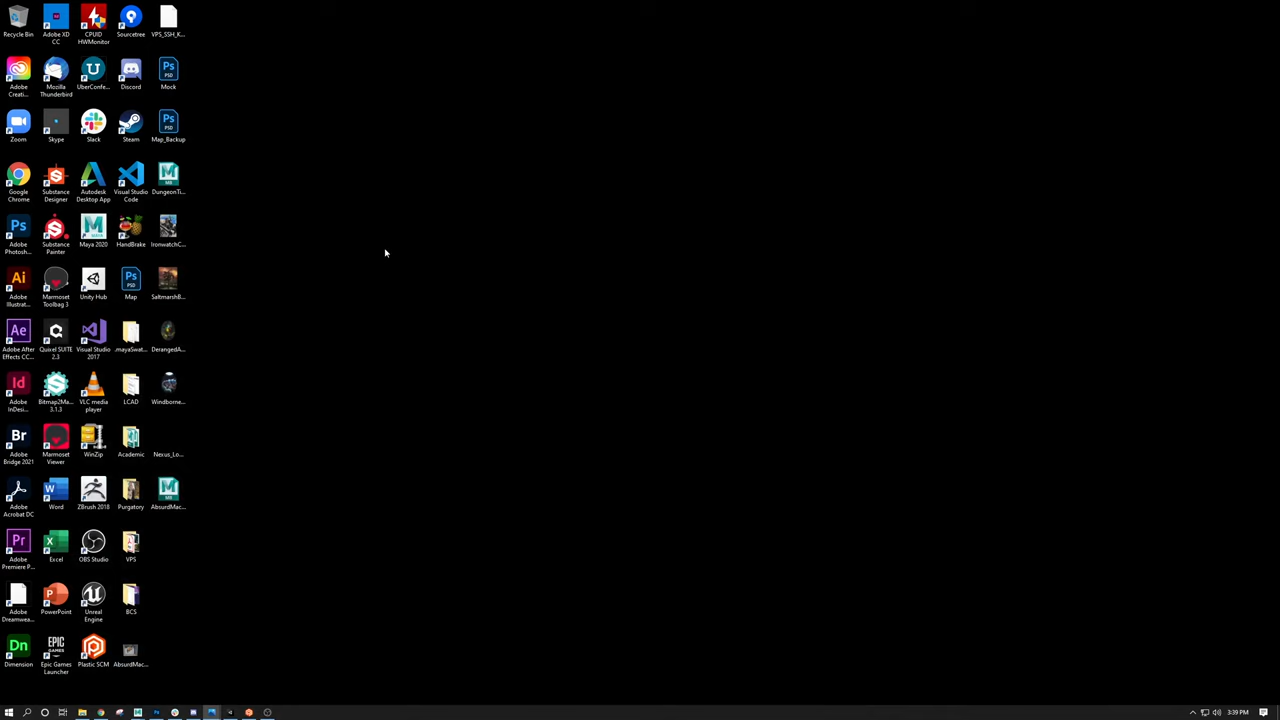 Recycle Bin
Adobe XD
CC
CPUID
HWMonitor
Sourcetree
VPS_SSH_K...
Adobe
Creati...
Mozilla
Thunderbird
UberConfe...
Discord
Mock
Zoom
Skype
Slack
Steam
Map_Backup
Google
Chrome
Substance
Designer
Autodesk
Desktop App
Visual Studio
Code
DungeonTi...
Adobe
Photosh...
Substance
Painter
Maya 2020
HandBrake
IronwatchC...
Adobe
Illustrat...
Marmoset
Toolbag 3
Unity Hub
Map
SaltmarshB...
Adobe After
Effects CC...
Quixel SUITE
2.3
Visual Studio
2017
.mayaSwat...
DerangedA...
Adobe
InDesi...
Bitmap2Ma...
3.1.3
VLC media
player
LCAD
Windborne...
Adobe
Bridge 2021
Marmoset
Viewer
WinZip
Academic
Nexus_Lo...
Adobe
Acrobat DC
Word
ZBrush 2018
Purgatory
AbsurdMac...
Adobe
Premiere P...
Excel
OBS Studio
VPS
Adobe
Dreamwea...
PowerPoint
Unreal
Engine
BCS
Dimension
Epic Games
Launcher
Plastic SCM
AbsurdMac...
3:39 PM